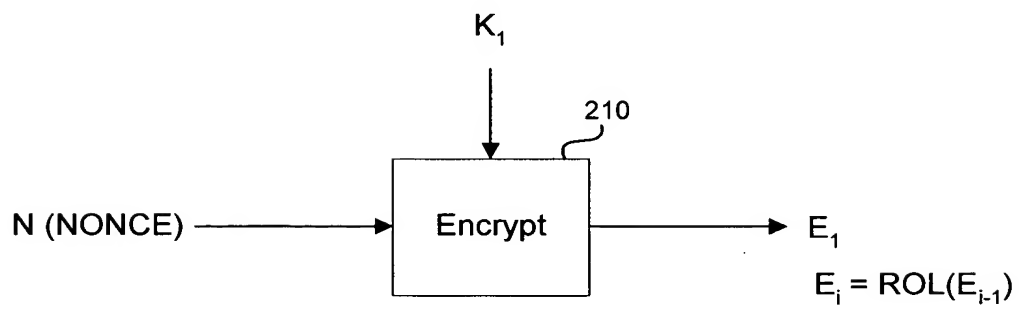 K₁
210
N (NONCE)
Encrypt
E₁
Eᵢ = ROL(Eᵢ₋₁)